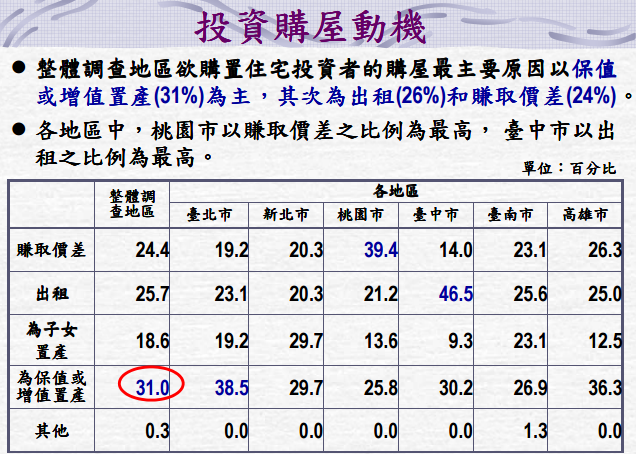 投資購屋動機
● 整體調查地區欲購置住宅投資者的購屋最主要原因以保值
或增值置產(31%)為主，其次為出租(26%)和賺取價差(24%)。
● 各地區中，桃園市以賺取價差之比例為最高， 臺中市以出
租之比例為最高。
單位：百分比
整體調
查地區
各地區
臺北市 新北市 桃園市 臺中市 臺南市 高雄市
賺取價差 24.4 19.2 20.3 39.4 14.0 23.1 26.3
出租 25.7 23.1 20.3 21.2 46.5 25.6 25.0
為子女
置產 18.6 19.2 29.7 13.6 9.3 23.1 12.5
為保值或
增值置產 31.0 38.5 29.7 25.8 30.2 26.9 36.3
其他 0.3 0.0 0.0 0.0 0.0 1.3 0.0